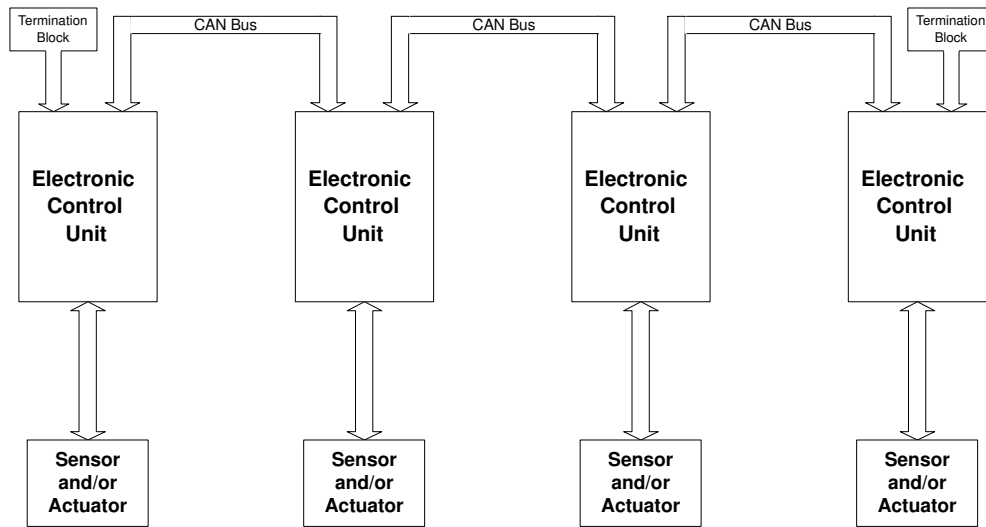 Termination
Block
CAN Bus
CAN Bus
CAN Bus
Termination
Block
Electronic
Control
Unit
Electronic
Control
Unit
Electronic
Control
Unit
Electronic
Control
Unit
Sensor
and/or
Actuator
Sensor
and/or
Actuator
Sensor
and/or
Actuator
Sensor
and/or
Actuator